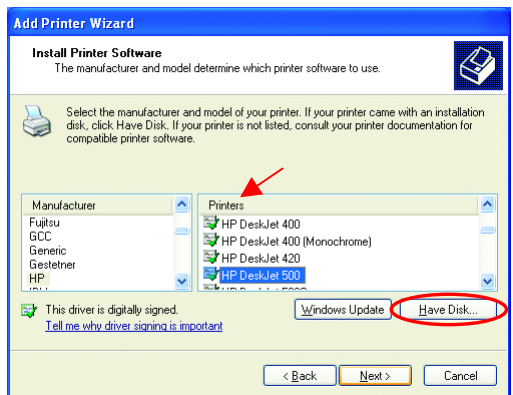 Add Printer Wizard
Install Printer Software
The manufacturer and model determine which printer software to use.
Select the manufacturer and model of your printer. If your printer came with an installation
disk, click Have Disk. If your printer is not listed, consult your printer documentation for
compatible printer software.
Manufacturer
Fujitsu
GCC
Generic
Gestetner
HP
Printers
HP DeskJet 400
HP DeskJet 400 (Monochrome)
HP DeskJet 420
HP DeskJet 500
This driver is digitally signed.
Tell me why driver signing is important
Windows Update
Have Disk...
< Back
Next >
Cancel